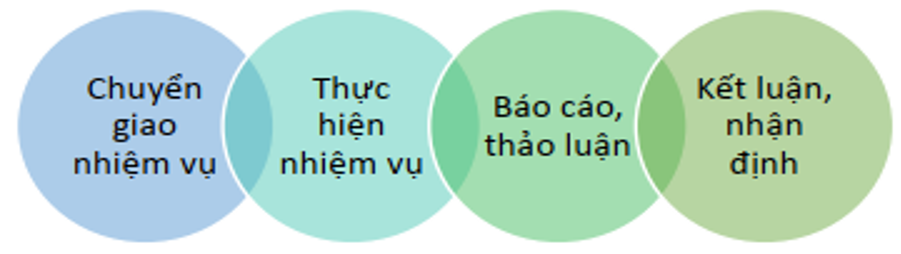 Chuyển
giao
nhiệm vụ
Thực
hiện
nhiệm vụ
Báo cáo,
thảo luận
Kết luận,
nhận
định